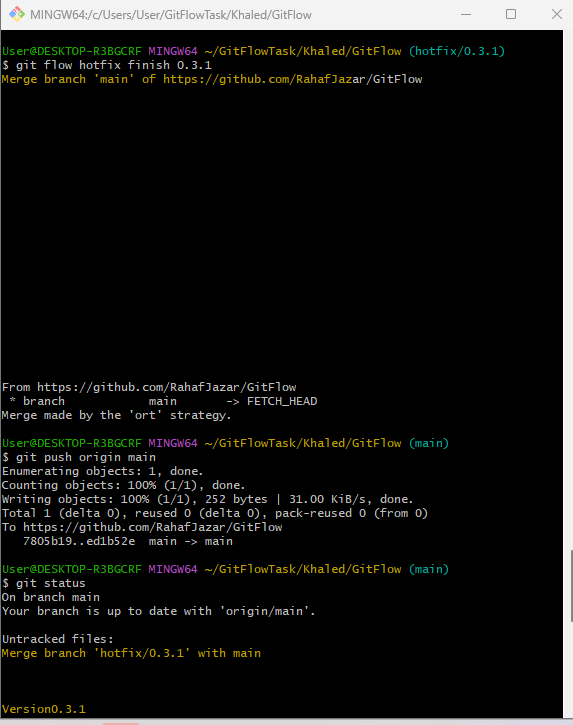 MINGW64:/c/Users/User/GitFlowTask/Khaled/GitFlow
User@DESKTOP-R3BGCRF MINGW64 ~/GitFlowTask/Khaled/GitFlow (hotfix/0.3.1)
$ git flow hotfix finish 0.3.1
Merge branch 'main' of https://github.com/RahafJazar/GitFlow
From https://github.com/RahafJazar/GitFlow
 * branch            main       -> FETCH_HEAD
Merge made by the 'ort' strategy.
User@DESKTOP-R3BGCRF MINGW64 ~/GitFlowTask/Khaled/GitFlow (main)
$ git push origin main
Enumerating objects: 1, done.
Counting objects: 100% (1/1), done.
Writing objects: 100% (1/1), 252 bytes | 31.00 KiB/s, done.
Total 1 (delta 0), reused 0 (delta 0), pack-reused 0 (from 0)
To https://github.com/RahafJazar/GitFlow
   7805b19..ed1b52e  main -> main
User@DESKTOP-R3BGCRF MINGW64 ~/GitFlowTask/Khaled/GitFlow (main)
$ git status
On branch main
Your branch is up to date with 'origin/main'.
Untracked files:
Merge branch 'hotfix/0.3.1' with main
Version0.3.1